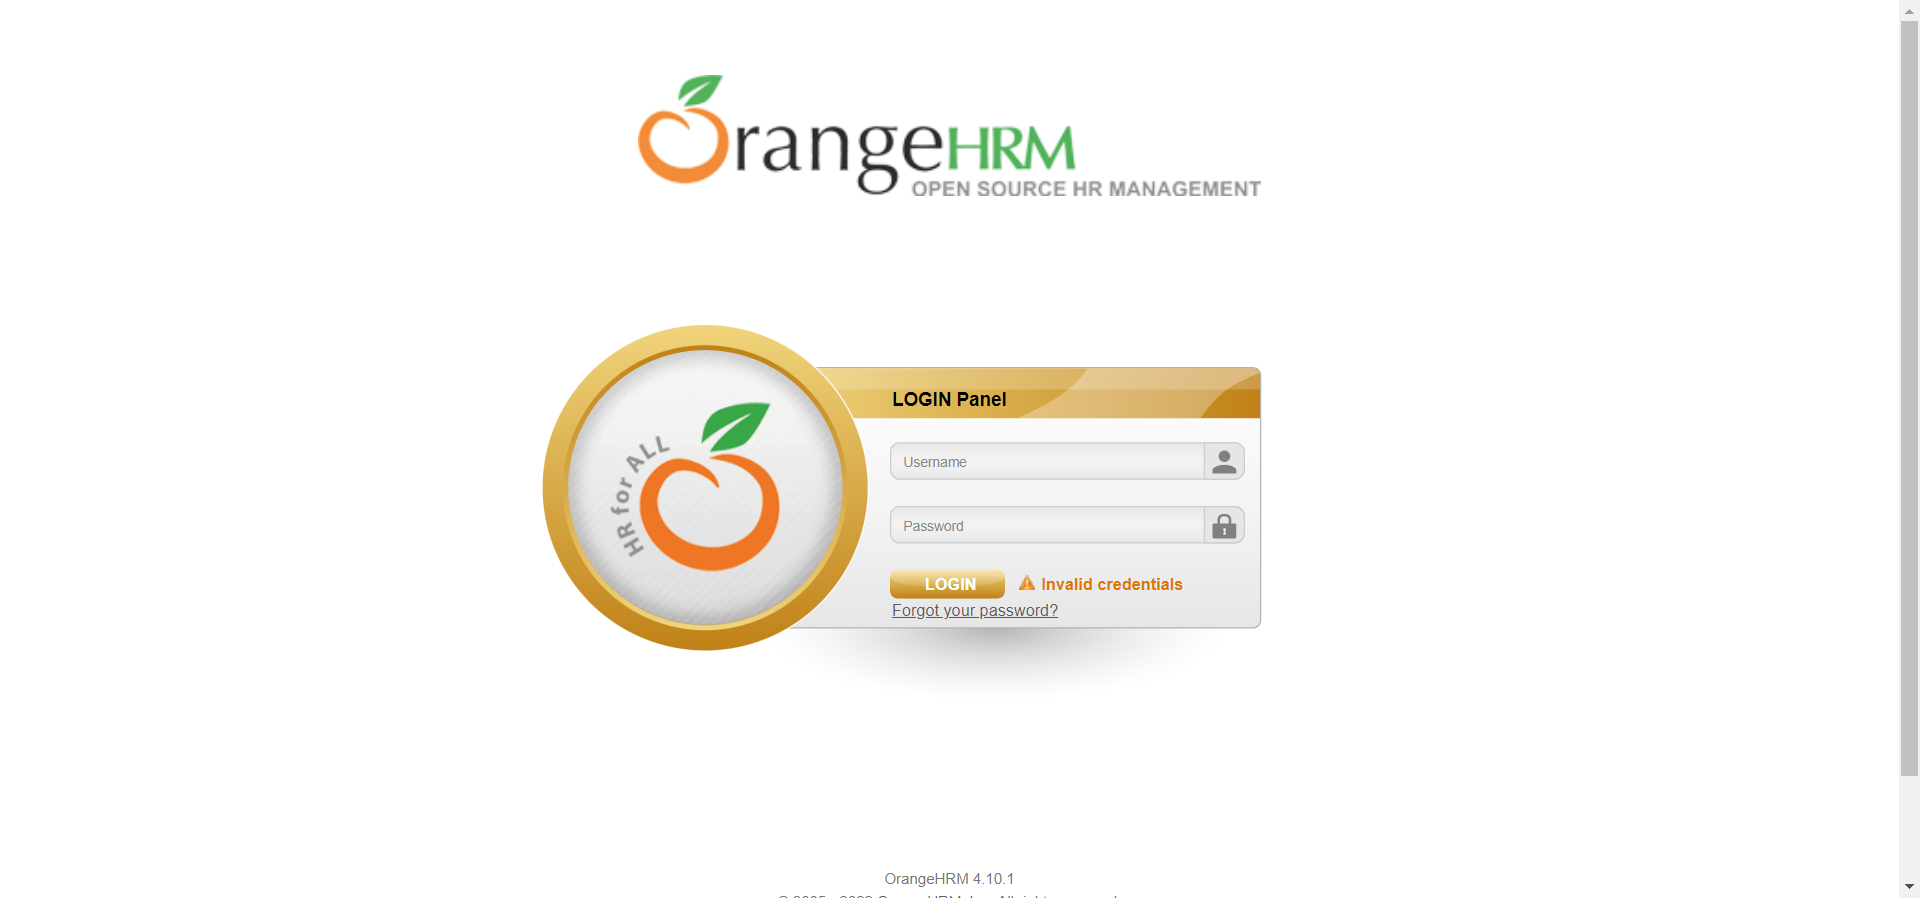 OrangeHRM
OPEN SOURCE HR MANAGEMENT
HR for ALL
LOGIN Panel
Username
Password
LOGIN
Invalid credentials
Forgot your password?
OrangeHRM 4.10.1